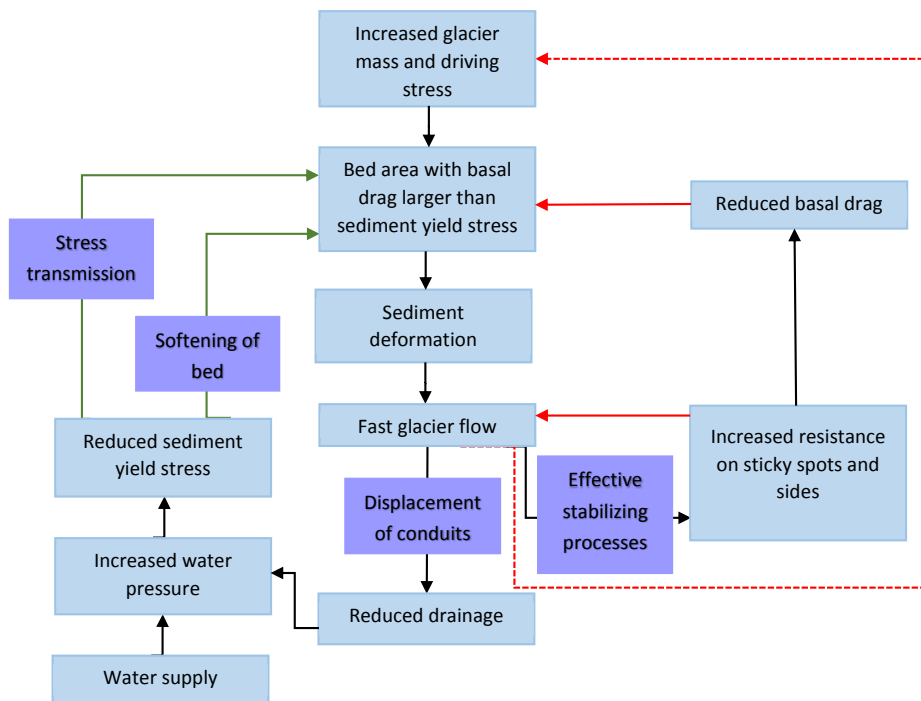 Increased glacier
mass and driving
stress
Bed area with basal
drag larger than
sediment yield stress
Reduced basal drag
Stress
transmission
Sediment
deformation
Softening of
bed
Fast glacier flow
Reduced sediment
yield stress
Increased resistance
on sticky spots and
sides
Displacement
of conduits
Effective
stabilizing
processes
Increased water
pressure
Reduced drainage
Water supply